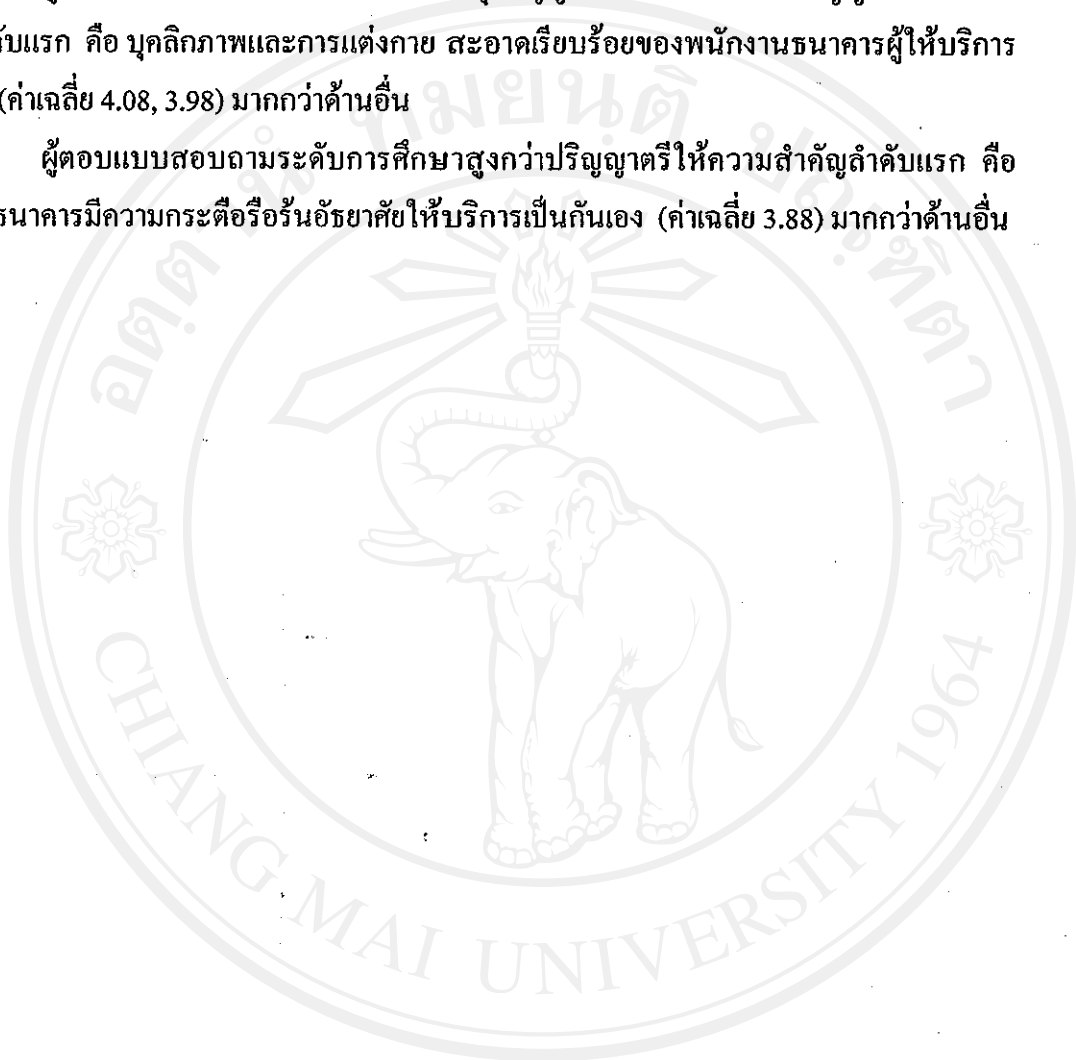 ับแรก คือ บุคลิกภาพและการแต่งกาย สะอาดเรียบร้อยของพนักงานธนาคารผู้ให้บริการ
(ค่าเฉลี่ย 4.08, 3.98) มากกว่าด้านอื่น
ผู้ตอบแบบสอบถามระดับการศึกษาสูงกว่าปริญญาตรีให้ความสำคัญลำดับแรก คือ
ธนาคารมีความกระตือรือร้นอัธยาศัยให้บริการเป็นกันเอง (ค่าเฉลี่ย 3.88) มากกว่าด้านอื่น
CHIANG MAI UNIVERSITY 1964